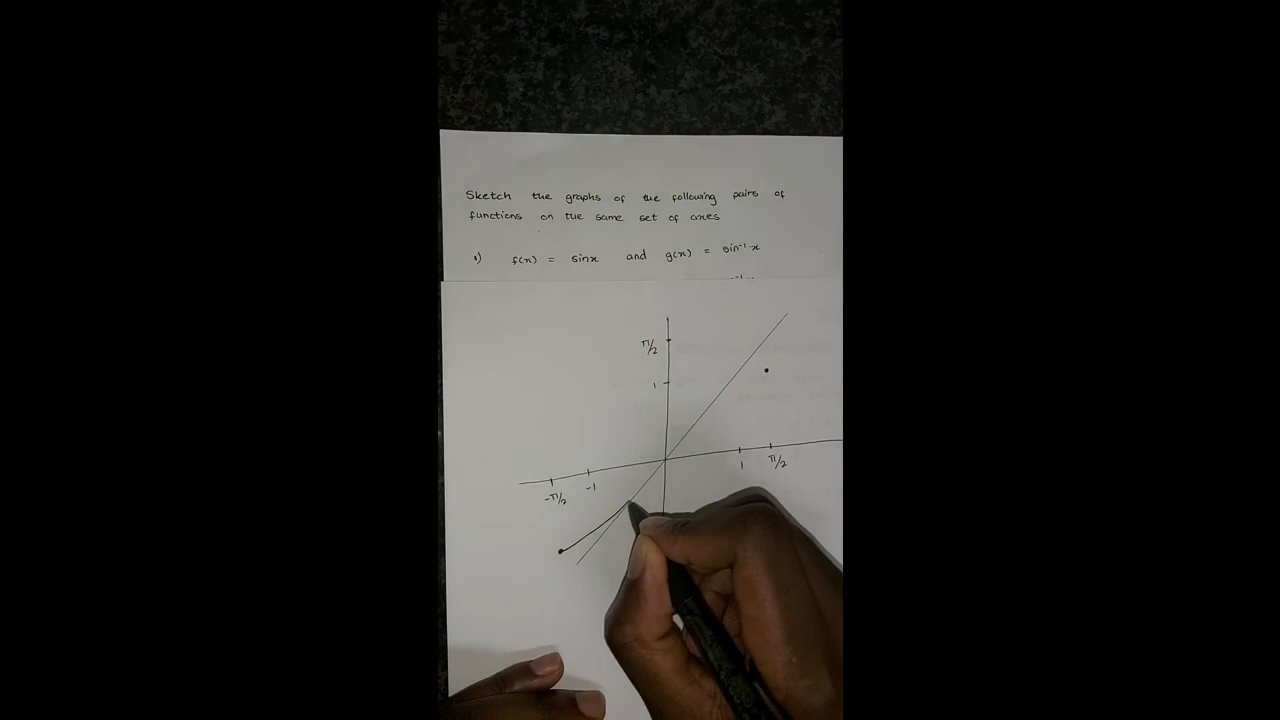 Sketch the graphs of the following pairs of
functions on the same set of axes
1) f(x) = sinx and g(x) = sin⁻¹x
π/2
1
1 π/2
-π/2 -1